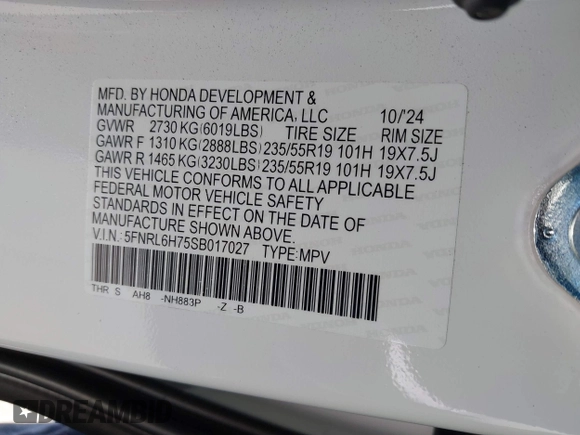 MFD. BY HONDA DEVELOPMENT &
MANUFACTURING OF AMERICA, LLC 10/'24
GVWR 2730 KG (6019LBS) TIRE SIZE RIM SIZE
GAWR F 1310 KG (2888LBS) 235/55R19 101H 19X7.5J
GAWR R 1465 KG (3230LBS) 235/55R19 101H 19X7.5J
THIS VEHICLE CONFORMS TO ALL APPLICABLE
FEDERAL MOTOR VEHICLE SAFETY
STANDARDS IN EFFECT ON THE DATE OF
MANUFACTURE SHOWN ABOVE.
V.I.N.: 5FNRL6H75SB017027 TYPE: MPV
THR S AH8 -NH883P -Z -B
DREAMBID